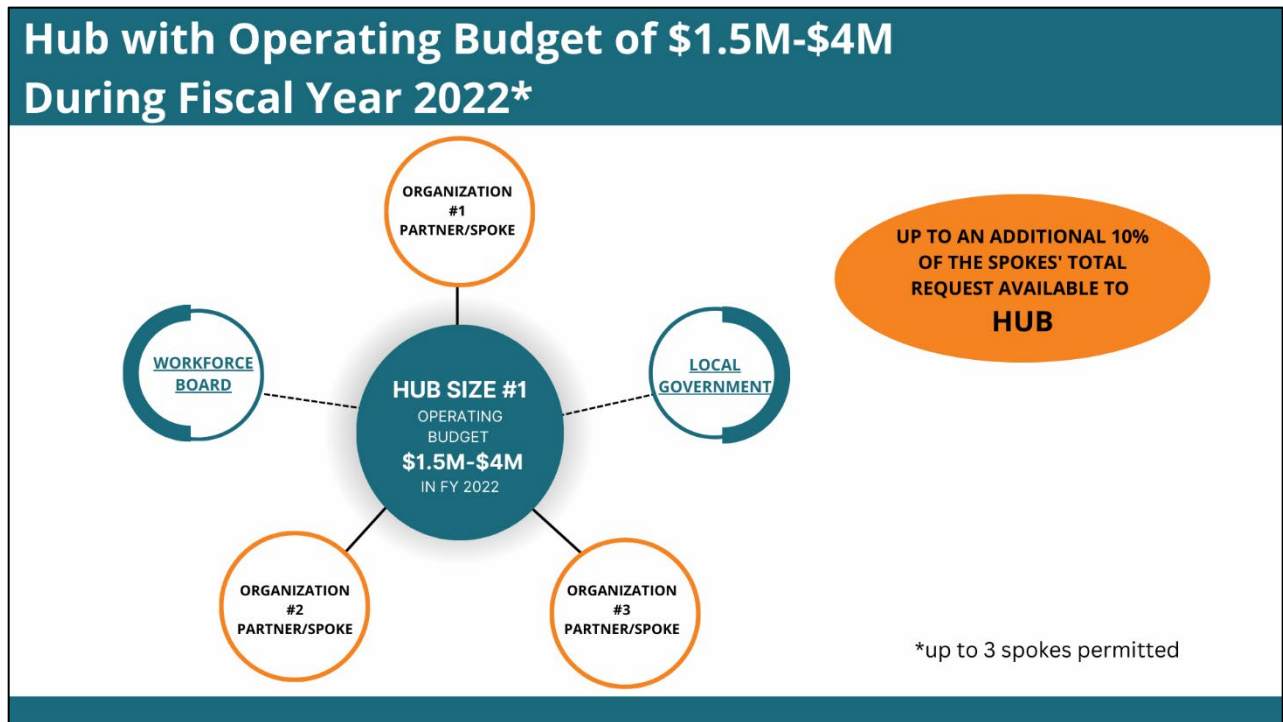 Hub with Operating Budget of $1.5M-$4M
During Fiscal Year 2022*
ORGANIZATION
#1
PARTNER/SPOKE
UP TO AN ADDITIONAL 10%
OF THE SPOKES' TOTAL
REQUEST AVAILABLE TO
HUB
WORKFORCE
BOARD
LOCAL
GOVERNMENT
HUB SIZE #1
OPERATING
BUDGET
$1.5M-$4M
IN FY 2022
ORGANIZATION
#2
PARTNER/SPOKE
ORGANIZATION
#3
PARTNER/SPOKE
*up to 3 spokes permitted